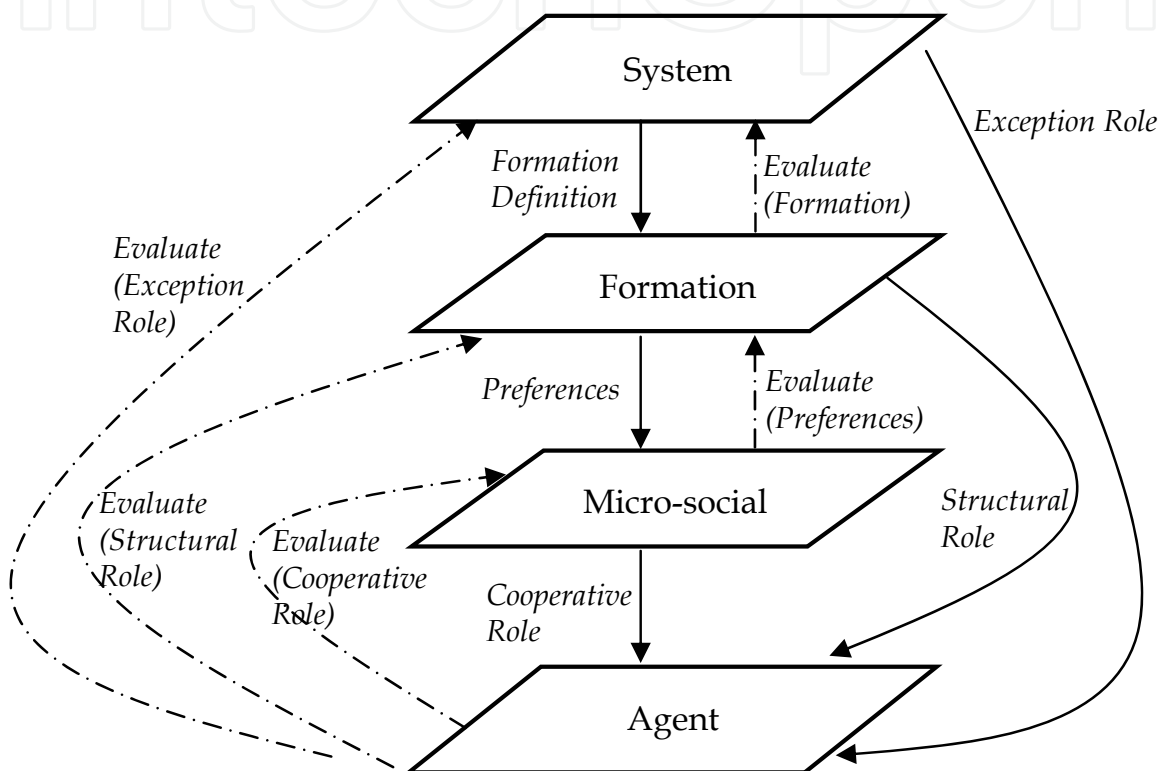 System
Exception Role
Formation
Definition
Evaluate
(Formation)
Evaluate
(Exception
Role)
Formation
Preferences
Evaluate
(Preferences)
Evaluate
(Structural
Role)
Evaluate
(Cooperative
Role)
Micro-social
Structural
Role
Cooperative
Role
Agent